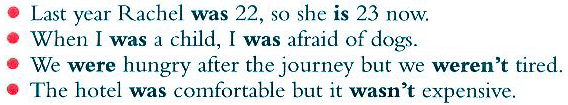 • Last year Rachel was 22, so she is 23 now.
• When I was a child, I was afraid of dogs.
• We were hungry after the journey but we weren't tired.
• The hotel was comfortable but it wasn't expensive.